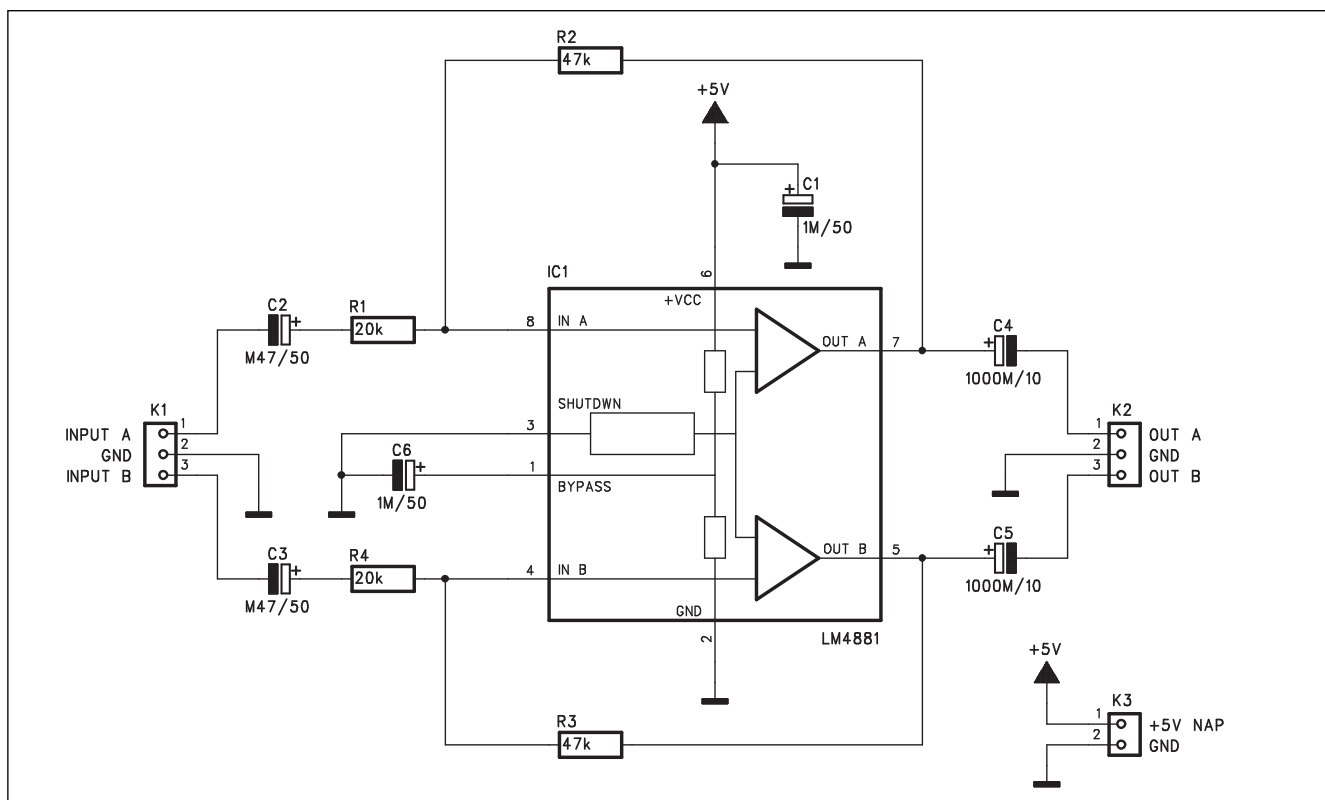 R2
47k
+5V
+ C1
1M/50
6
IC1
+VCC
C2
+
M47/50
R1
20k
8
IN A
OUT A
7
C4
+
1000M/10
K1
INPUT A 1
GND 2
INPUT B 3
SHUTDWN
3
C6
+
1M/50
1
BYPASS
K2
1 OUT A
2 GND
3 OUT B
C3
+
M47/50
R4
20k
4
IN B
OUT B
5
C5
+
1000M/10
GND
2
LM4881
+5V
R3
47k
K3
1 +5V NAP
2 GND